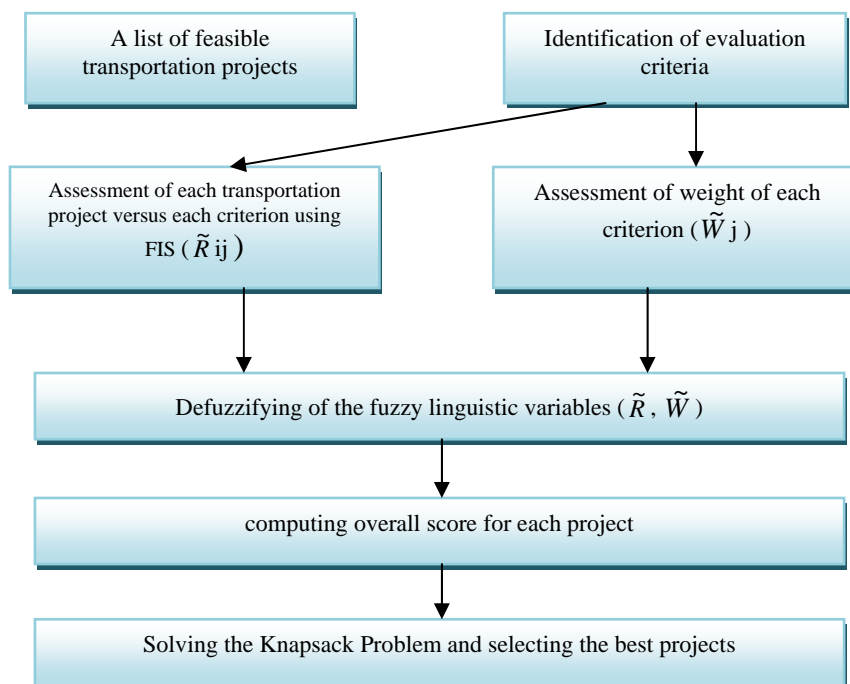 A list of feasible
transportation projects
Identification of evaluation
criteria
Assessment of each transportation
project versus each criterion using
FIS ( R̃ ij )
Assessment of weight of each
criterion ( W̃ j )
Defuzzifying of the fuzzy linguistic variables ( R̃ , W̃ )
computing overall score for each project
Solving the Knapsack Problem and selecting the best projects